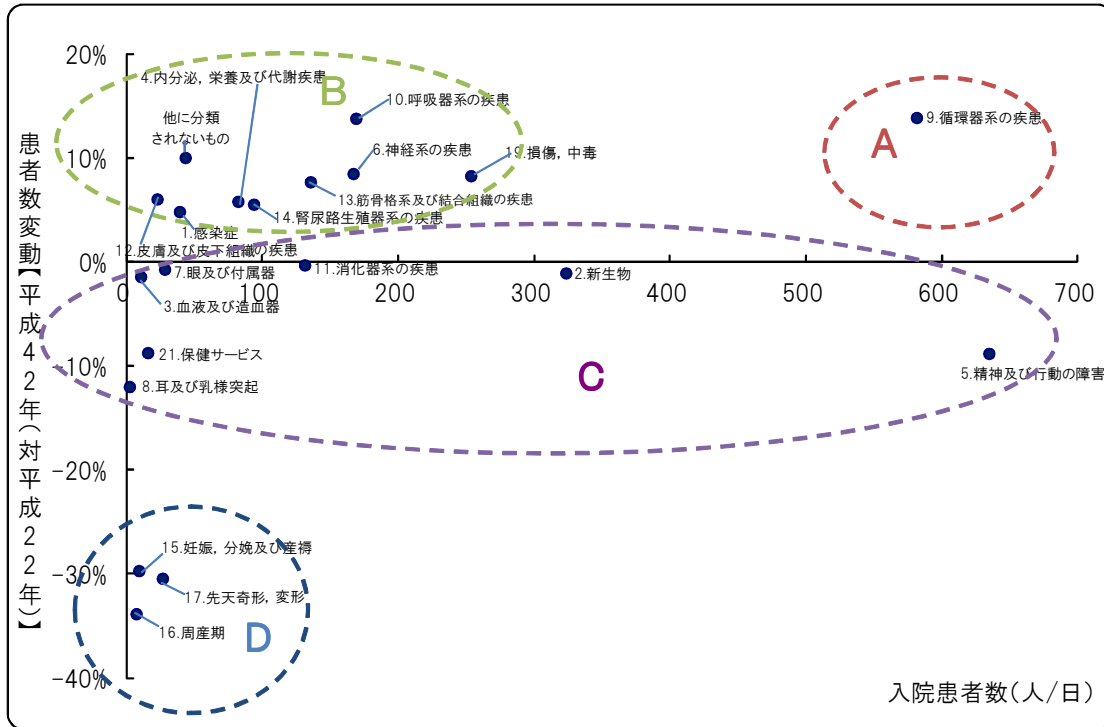 20%
4.内分泌, 栄養及び代謝疾患
B
10.呼吸器系の疾患
9.循環器系の疾患
他に分類
されないもの
A
10%
6.神経系の疾患
19.損傷, 中毒
13.筋骨格系及び結合組織の疾患
14.腎尿路生殖器系の疾患
1.感染症
12.皮膚及び皮下組織の疾患
0%
7.眼及び付属器
11.消化器系の疾患
2.新生物
0
100
200
300
400
500
600
700
3.血液及び造血器
21.保健サービス
-10%
8.耳及び乳様突起
C
5.精神及び行動の障害
-20%
15.妊娠, 分娩及び産褥
-30%
17.先天奇形, 変形
16.周産期
D
-40%
患者数変動【平成42年(対平成22年)】
入院患者数(人/日)